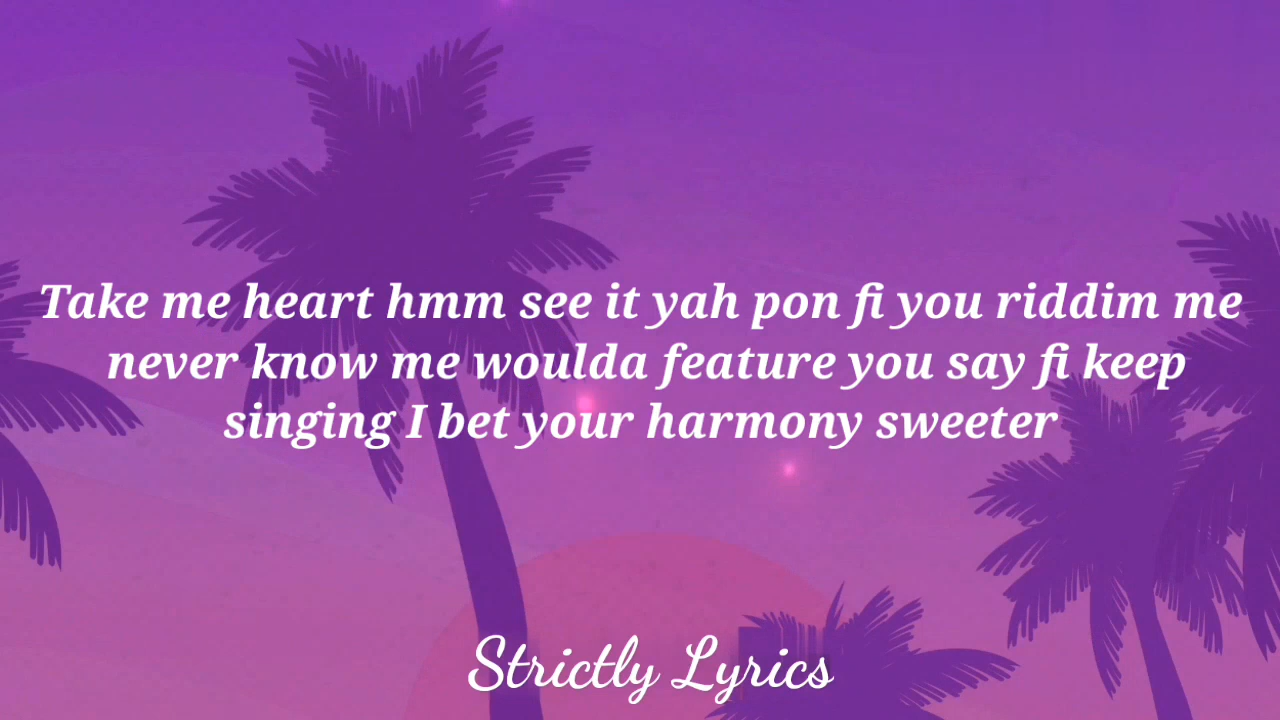 Take me heart hmm see it yah pon fi you riddim me
never know me woulda feature you say fi keep
singing I bet your harmony sweeter
Strictly Lyrics